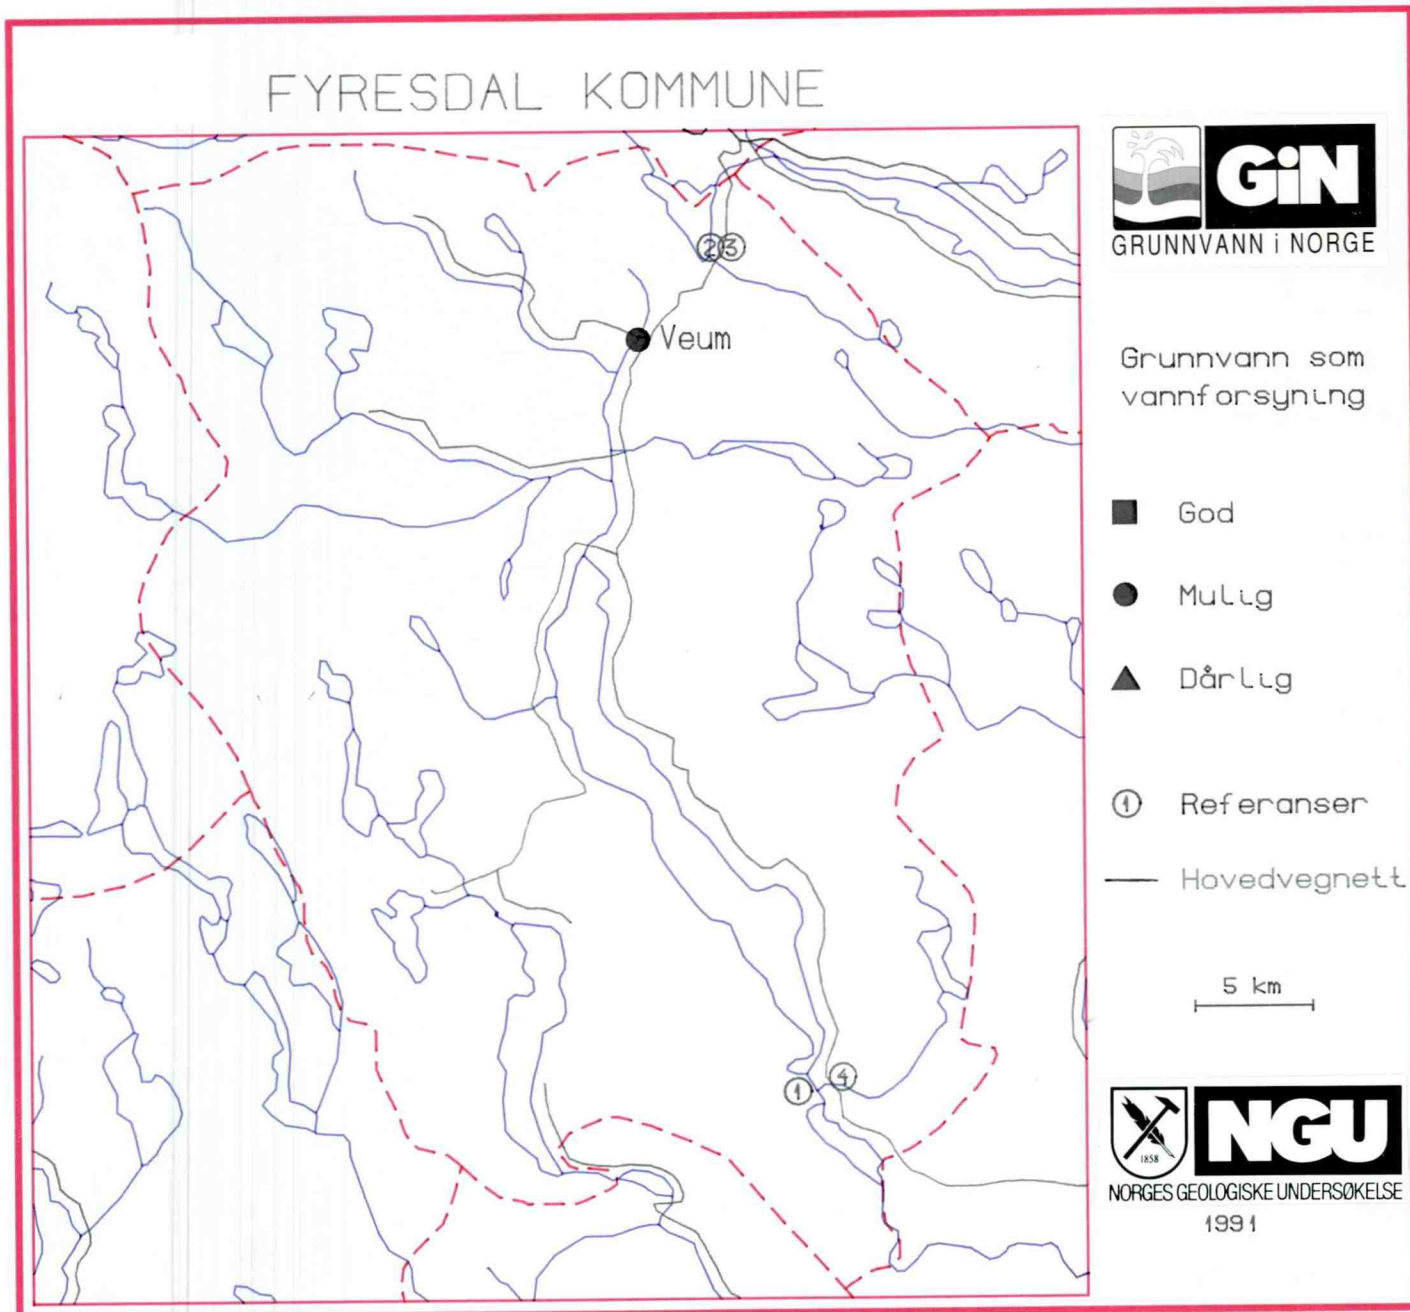 FYRESDAL KOMMUNE
GiN
GRUNNVANN i NORGE
2 3
Veum
Grunnvann som
vannforsyning
God
Mulig
Dårlig
1 Referanser
Hovedvegnett
5 km
1 4
1858
NGU
NORGES GEOLOGISKE UNDERSØKELSE
1991